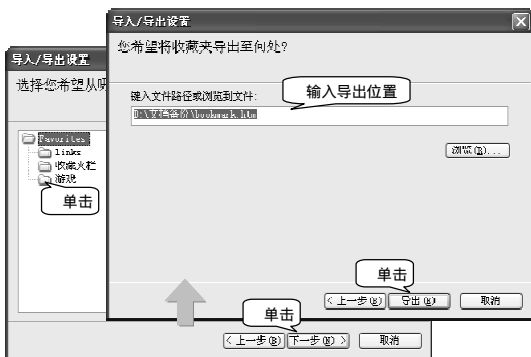 导入/导出设置
您希望将收藏夹导出至何处?
键入文件路径或浏览到文件:
输入导出位置
D:\文档备份\bookmark.htm
浏览(R)...
单击
<上一步(B)
导出(E)
取消
导入/导出设置
选择您希望从
Favorites
links
收藏夹栏
游戏
单击
单击
<上一步(B)
下一步(N) >
取消